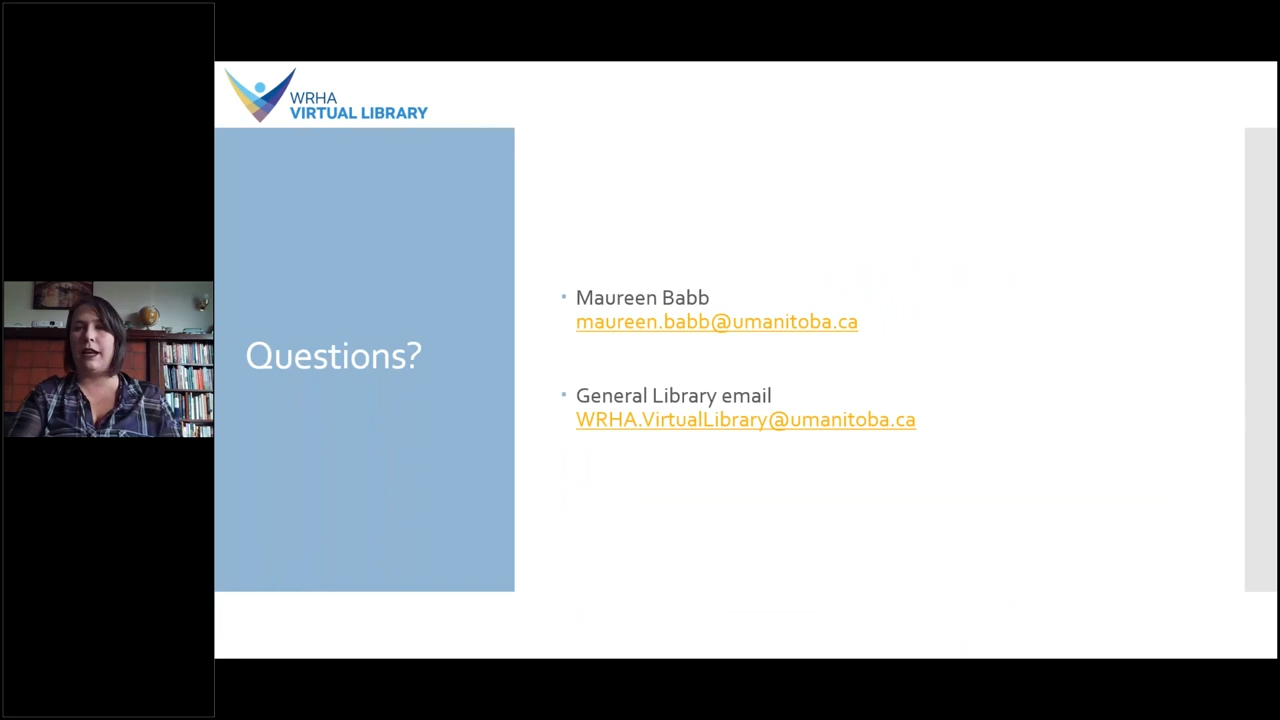 WRHA
VIRTUAL LIBRARY
Questions?
Maureen Babb
maureen.babb@umanitoba.ca
General Library email
WRHA.VirtualLibrary@umanitoba.ca